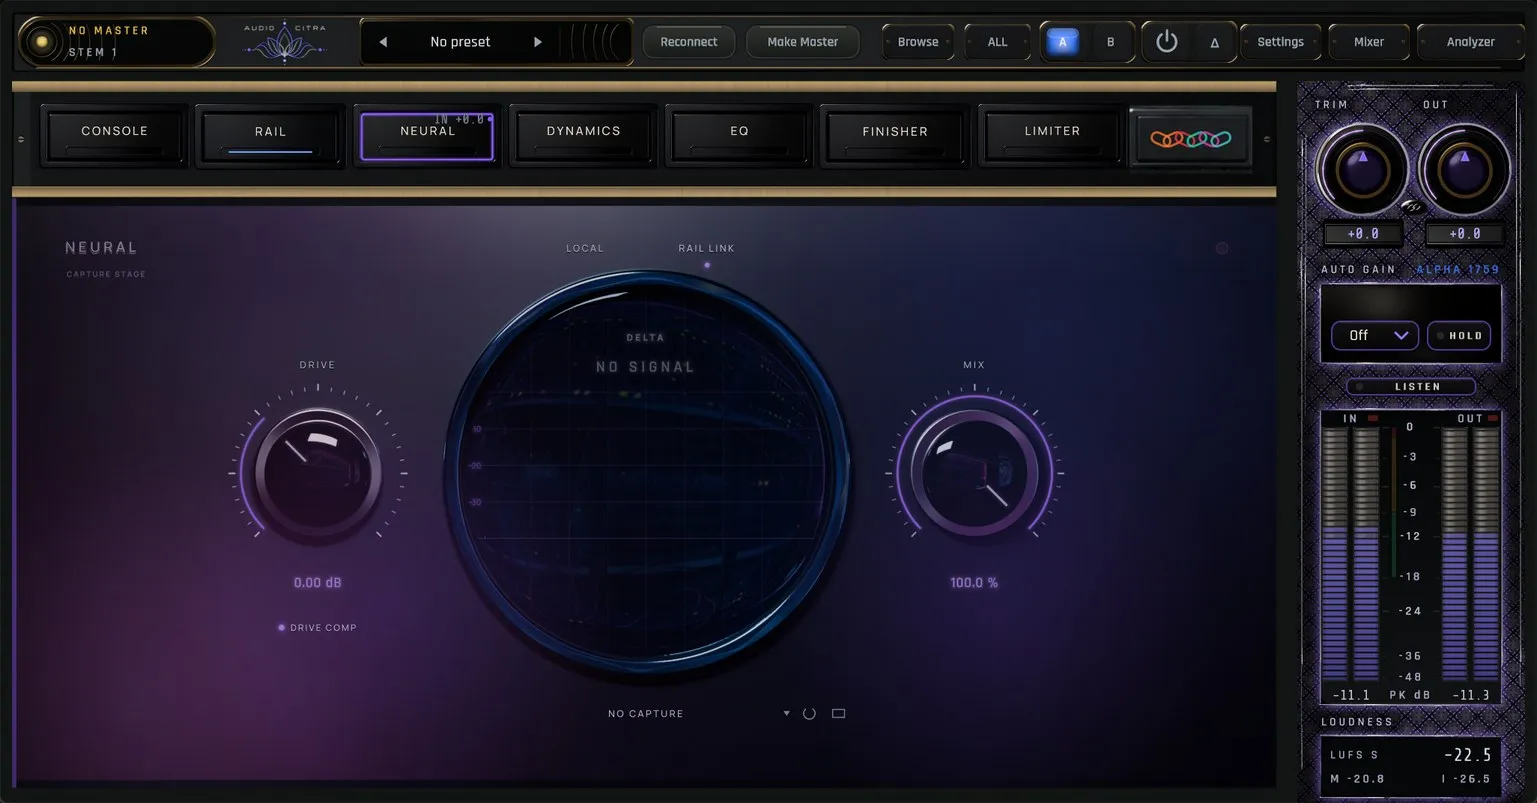 NO MASTER
STEM 1
AUDIO CITRA
No preset
Reconnect
Make Master
Browse
ALL
A
B
Δ
Settings
Mixer
Analyzer
CONSOLE
RAIL
IN +0.0
NEURAL
DYNAMICS
EQ
FINISHER
LIMITER
TRIM
OUT
+0.0
+0.0
AUTO GAIN
ALPHA 1759
Off
HOLD
LISTEN
IN
OUT
0
-3
-6
-9
-12
-18
-24
-36
-48
-11.1
PK dB
-11.3
LOUDNESS
LUFS S
-22.5
M -20.8
I -26.5
NEURAL
CAPTURE STAGE
LOCAL
RAIL LINK
DELTA
NO SIGNAL
-20
-30
DRIVE
0.00 dB
DRIVE COMP
MIX
100.0 %
NO CAPTURE